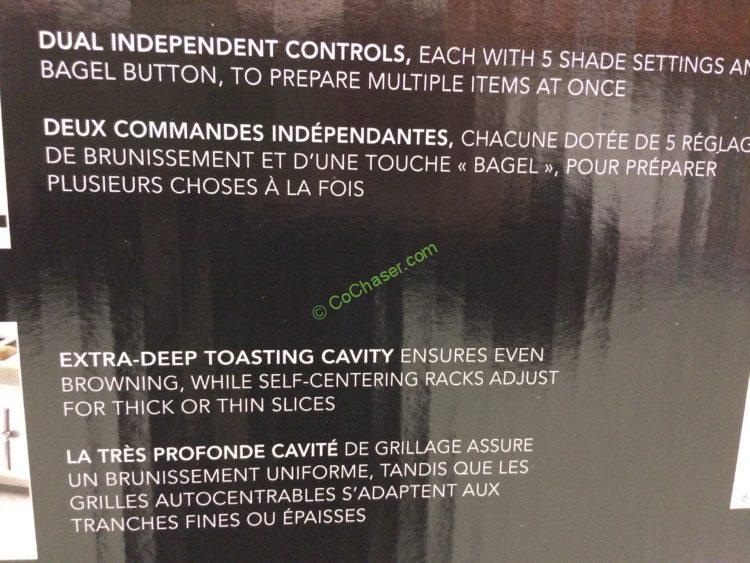 DUAL INDEPENDENT CONTROLS, EACH WITH 5 SHADE SETTINGS
BAGEL BUTTON, TO PREPARE MULTIPLE ITEMS AT ONCE
DEUX COMMANDES INDÉPENDANTES, CHACUNE DOTÉE DE 5
DE BRUNISSEMENT ET D'UNE TOUCHE « BAGEL », POUR PRÉPARER
PLUSIEURS CHOSES À LA FOIS
© CoChaser.com
EXTRA-DEEP TOASTING CAVITY ENSURES EVEN
BROWNING, WHILE SELF-CENTERING RACKS ADJUST
FOR THICK OR THIN SLICES
LA TRÈS PROFONDE CAVITÉ DE GRILLAGE ASSURE
UN BRUNISSEMENT UNIFORME, TANDIS QUE LES
GRILLES AUTOCENTRABLES S'ADAPTENT AUX
TRANCHES FINES OU ÉPAISSES